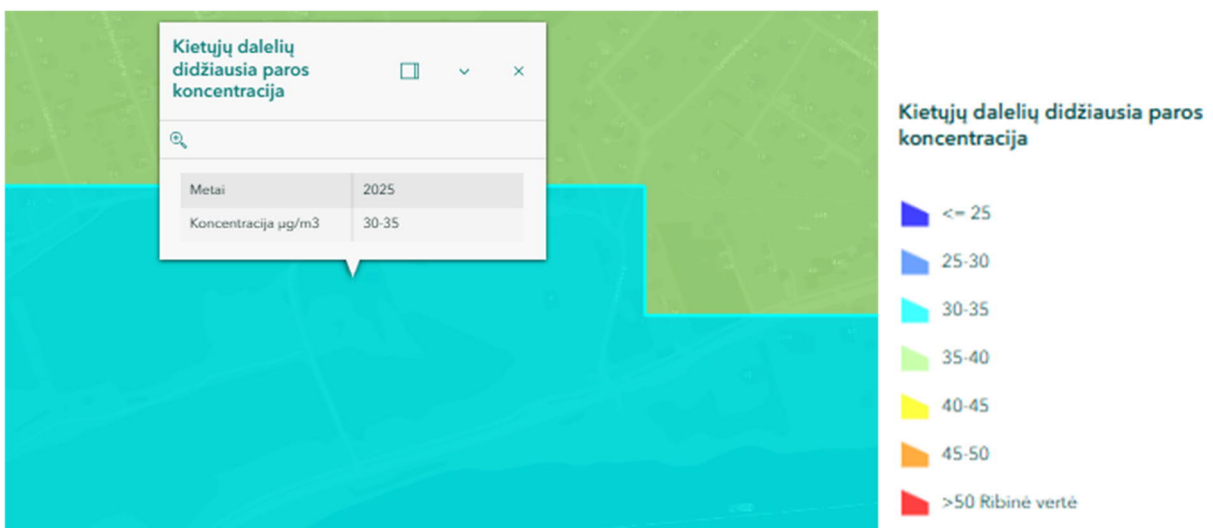 Kietųjų dalelių
didžiausia paros
koncentracija
Metai 2025
Koncentracija µg/m3 30-35
Kietųjų dalelių didžiausia paros
koncentracija
<= 25
25-30
30-35
35-40
40-45
45-50
>50 Ribinė vertė